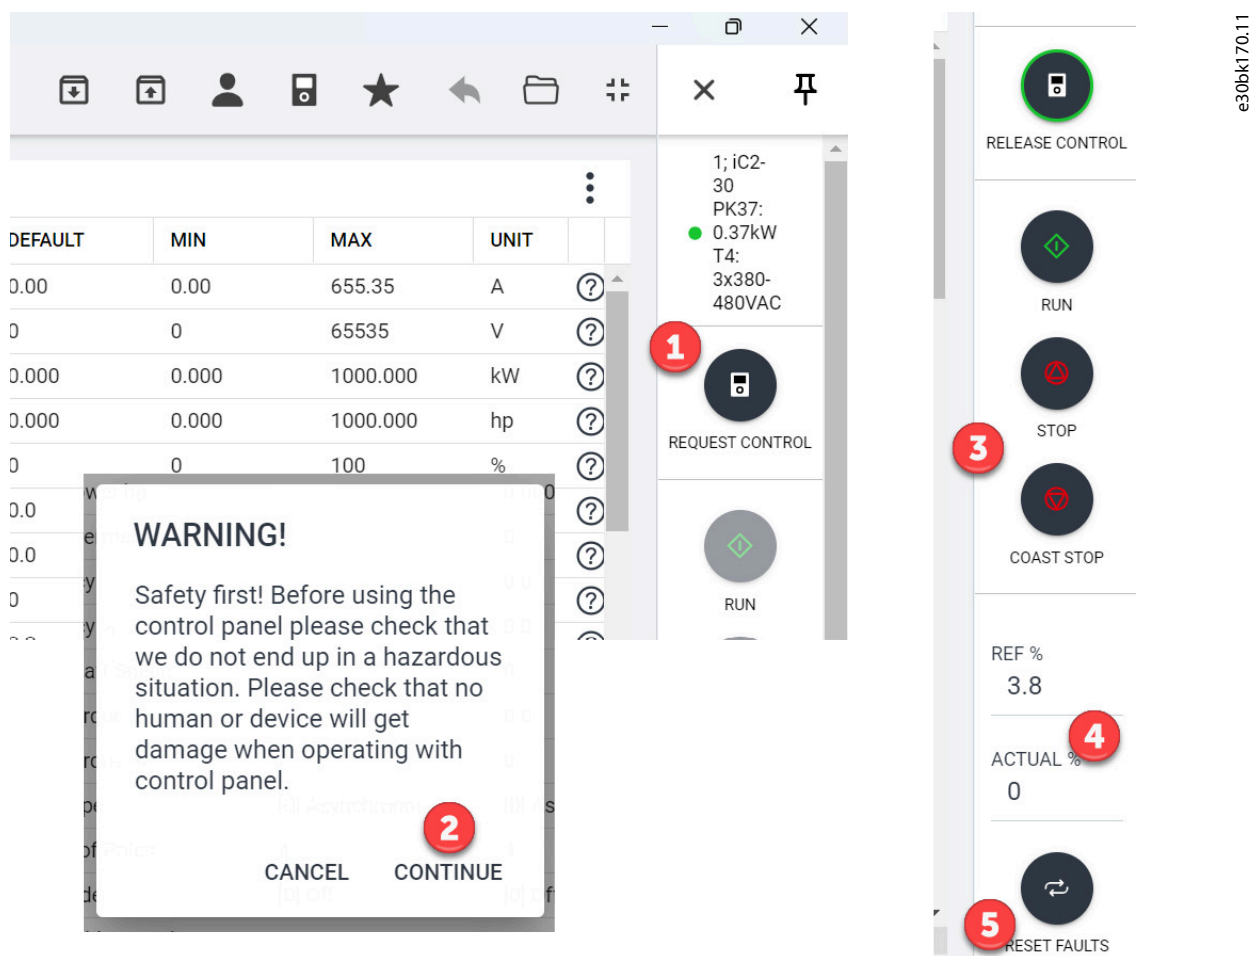 1; iC2-
30
PK37:
0.37kW
T4:
3x380-
480VAC
DEFAULT MIN MAX UNIT
0.00 0.00 655.35 A
0 0 65535 V
0.000 0.000 1000.000 kW
0.000 0.000 1000.000 hp
0 0 100 %
0.0
0.0
0
1
REQUEST CONTROL
RUN
WARNING!
Safety first! Before using the
control panel please check that
we do not end up in a hazardous
situation. Please check that no
human or device will get
damage when operating with
control panel.
2
CANCEL CONTINUE
RELEASE CONTROL
RUN
STOP
3
COAST STOP
REF %
3.8
4
ACTUAL %
0
5
RESET FAULTS
e30bk170.11